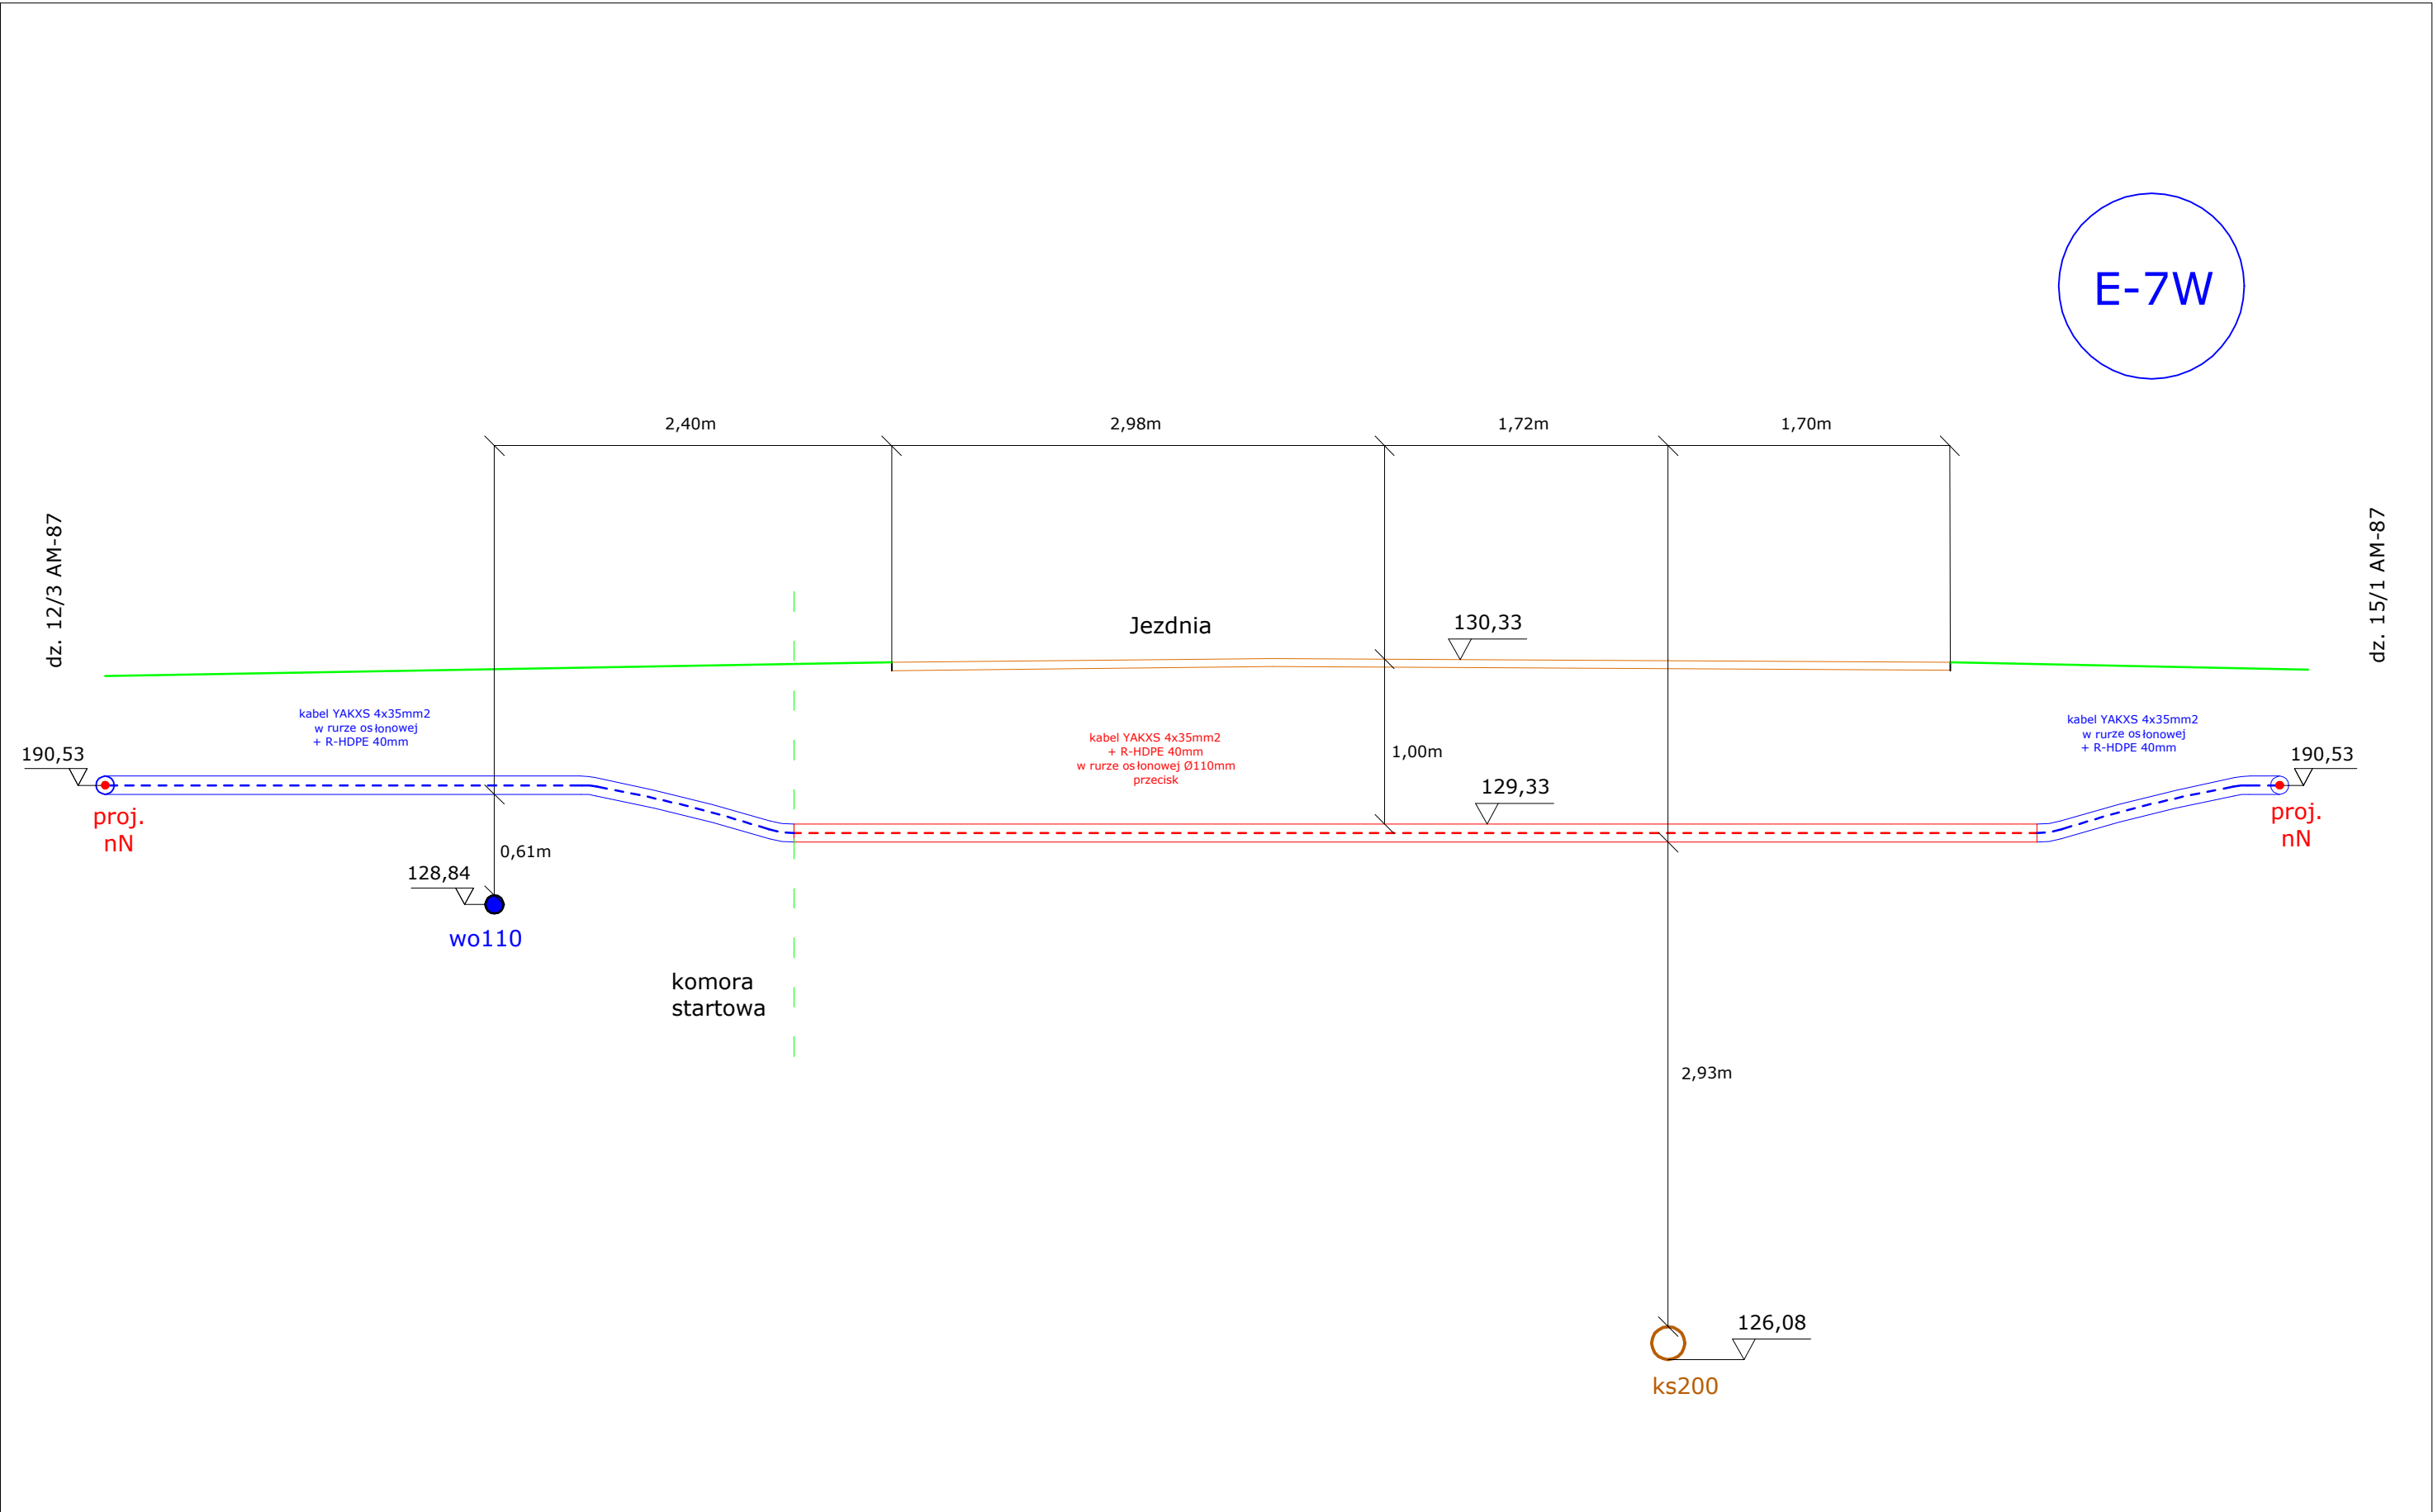 E-7W
2,40m
2,98m
1,72m
1,70m
dz. 12/3 AM-87
dz. 15/1 AM-87
Jezdnia
130,33
kabel YAKXS 4x35mm2
w rurze osłonowej
+ R-HDPE 40mm
kabel YAKXS 4x35mm2
+ R-HDPE 40mm
w rurze osłonowej Ø110mm
przecisk
kabel YAKXS 4x35mm2
w rurze osłonowej
+ R-HDPE 40mm
190,53
1,00m
190,53
129,33
proj.
nN
proj.
nN
0,61m
128,84
wo110
komora
startowa
2,93m
126,08
ks200